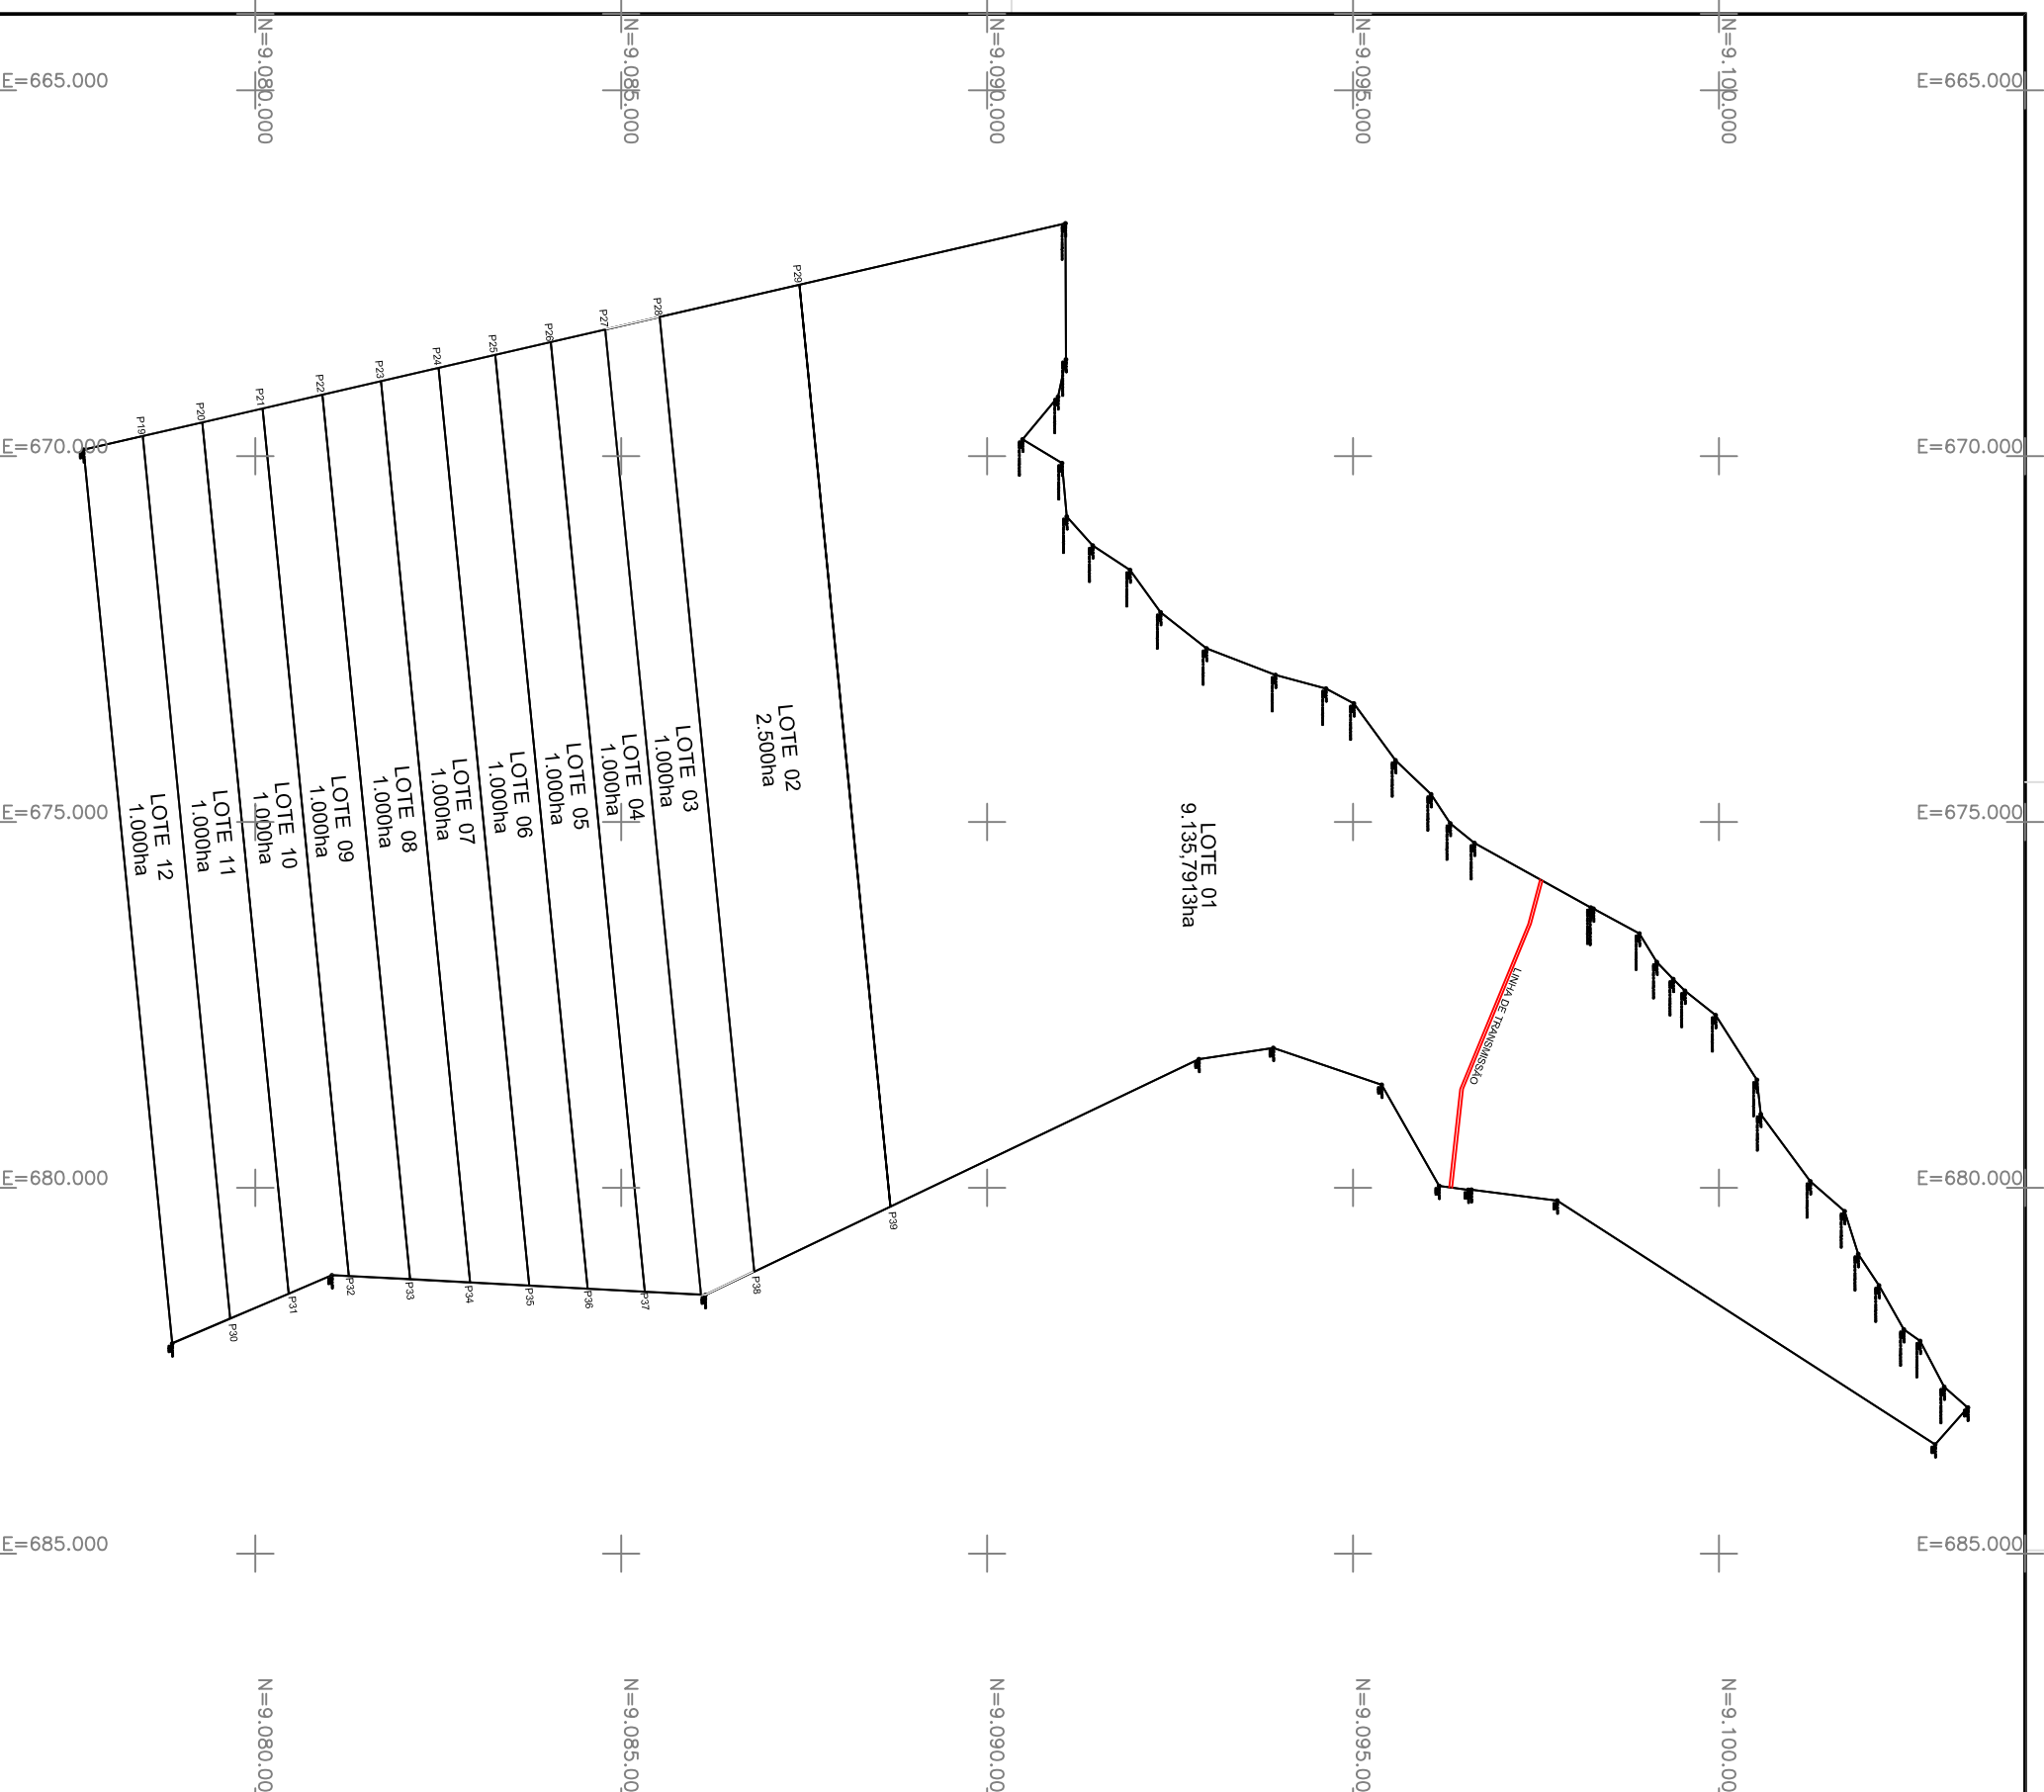 N=9.080.000
N=9.085.000
N=9.090.000
N=9.095.000
N=9.100.000
E=665.000
E=665.000
P29
P28
P27
P26
P25
P24
P23
P22
P21
P20
P19
E=670.000
E=670.000
LOTE 02
2.500ha
LOTE 03
1.000ha
LOTE 04
1.000ha
LOTE 05
1.000ha
LOTE 06
1.000ha
LOTE 07
1.000ha
LOTE 08
1.000ha
LOTE 09
1.000ha
LOTE 10
1.000ha
LOTE 11
1.000ha
LOTE 12
1.000ha
LOTE 01
9.135,7913ha
E=675.000
E=675.000
LINHA DE TRANSMISSÃO
E=680.000
E=680.000
P39
P38
P37
P36
P35
P34
P33
P32
P31
P30
E=685.000
E=685.000
N=9.080.00
N=9.085.00
N=9.090.00
N=9.095.00
N=9.100.00